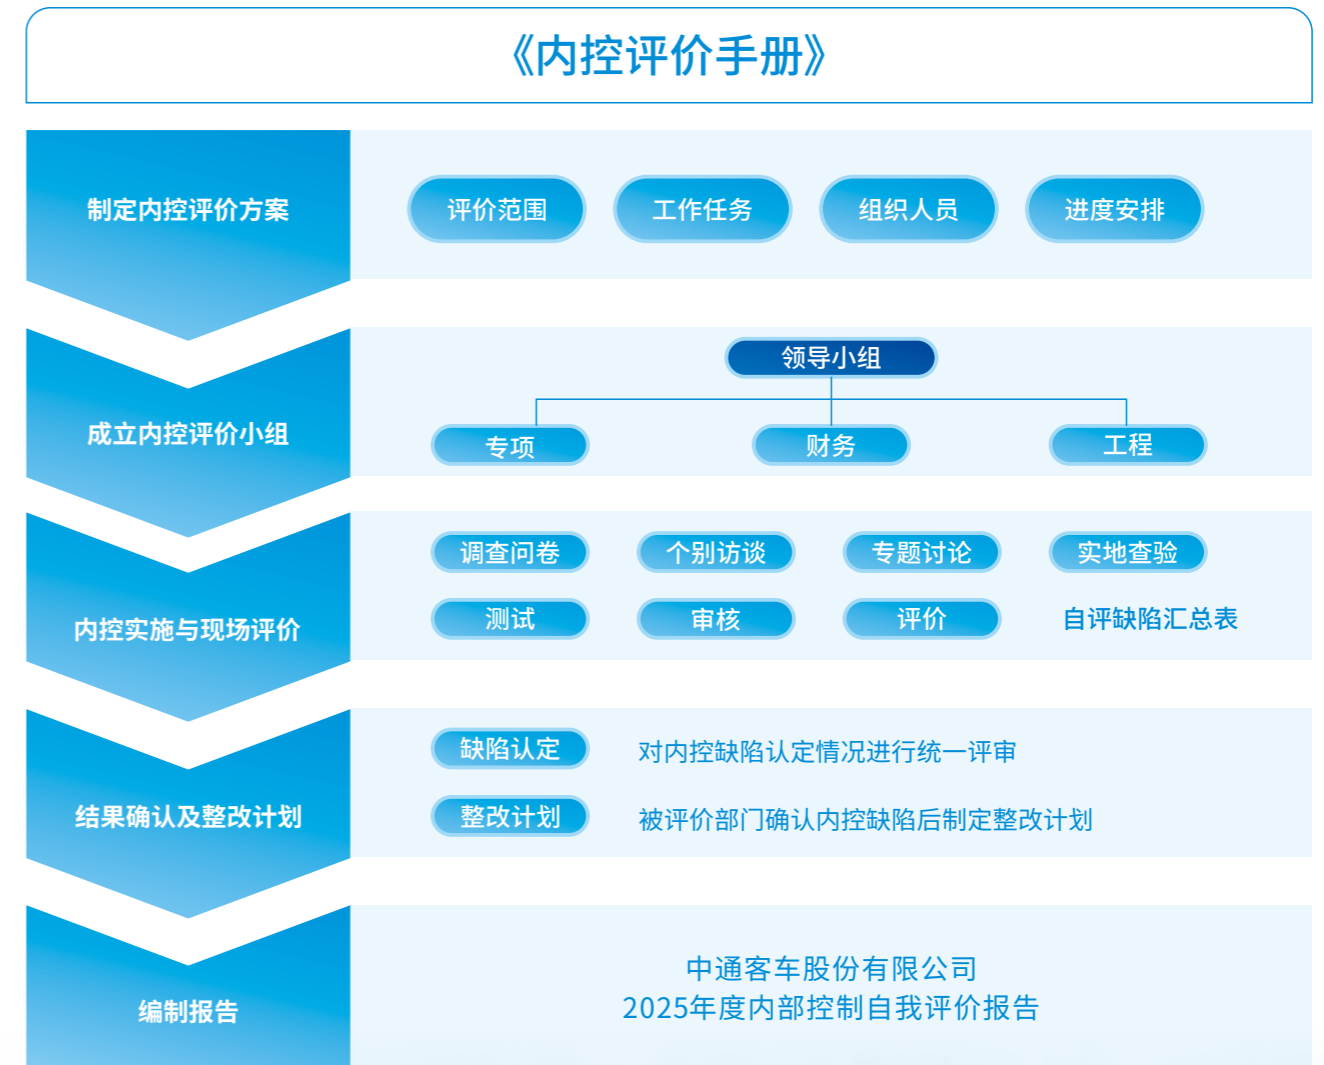 《内控评价手册》
制定内控评价方案
评价范围
工作任务
组织人员
进度安排
成立内控评价小组
领导小组
专项
财务
工程
内控实施与现场评价
调查问卷
个别访谈
专题讨论
实地查验
测试
审核
评价
自评缺陷汇总表
结果确认及整改计划
缺陷认定
对内控缺陷认定情况进行统一评审
整改计划
被评价部门确认内控缺陷后制定整改计划
编制报告
中通客车股份有限公司
2025年度内部控制自我评价报告